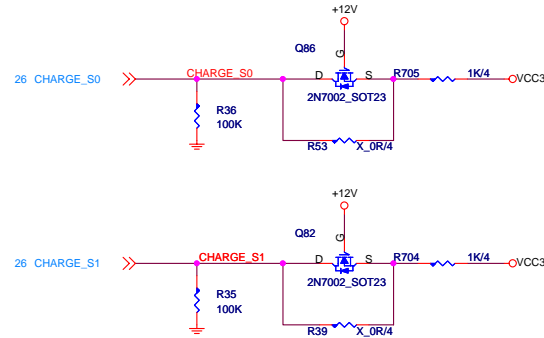 +12V
Q86
G
26 CHARGE_S0
CHARGE_S0
D
S
R705
1K/4
VCC3
2N7002_SOT23
R36
100K
R53
X_0R/4
+12V
Q82
G
26 CHARGE_S1
CHARGE_S1
D
S
R704
1K/4
VCC3
2N7002_SOT23
R35
100K
R39
X_0R/4